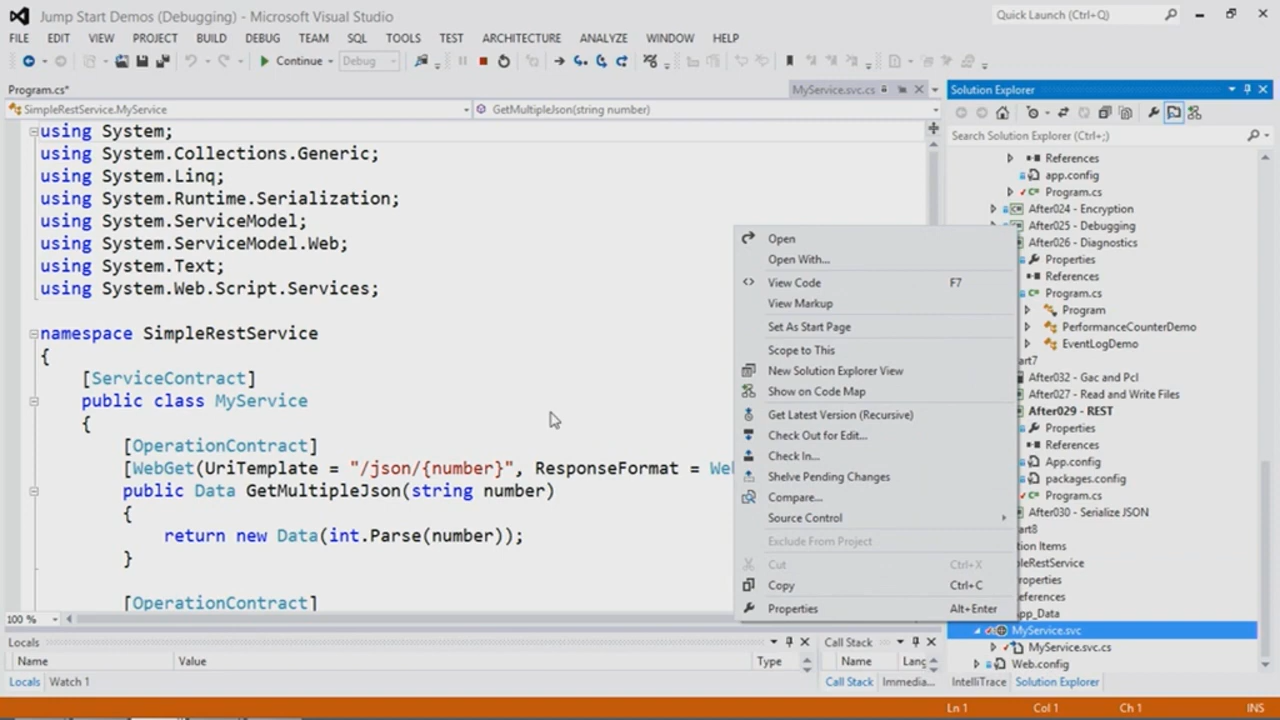 Jump Start Demos (Debugging) - Microsoft Visual Studio
Quick Launch (Ctrl+Q)
FILE EDIT VIEW PROJECT BUILD DEBUG TEAM SQL TOOLS TEST ARCHITECTURE ANALYZE WINDOW HELP
Continue Debug
Program.cs*
MyService.svc.cs
SimpleRestService.MyService
GetMultipleJson(string number)
using System;
using System.Collections.Generic;
using System.Linq;
using System.Runtime.Serialization;
using System.ServiceModel;
using System.ServiceModel.Web;
using System.Text;
using System.Web.Script.Services;
namespace SimpleRestService
{
[ServiceContract]
public class MyService
{
[OperationContract]
[WebGet(UriTemplate = "/json/{number}", ResponseFormat = We
public Data GetMultipleJson(string number)
{
return new Data(int.Parse(number));
}
[OperationContract]
100 %
Open
Open With...
View Code F7
View Markup
Set As Start Page
Scope to This
New Solution Explorer View
Show on Code Map
Get Latest Version (Recursive)
Check Out for Edit...
Check In...
Shelve Pending Changes
Compare...
Source Control
Exclude From Project
Cut Ctrl+X
Copy Ctrl+C
Properties Alt+Enter
Solution Explorer
Search Solution Explorer (Ctrl+;)
References
app.config
Program.cs
After024 - Encryption
After025 - Debugging
After026 - Diagnostics
Properties
References
Program.cs
Program
PerformanceCounterDemo
EventLogDemo
art7
After032 - Gac and Pcl
After027 - Read and Write Files
After029 - REST
Properties
References
App.config
packages.config
Program.cs
After030 - Serialize JSON
art8
tion Items
pleRestService
roperties
eferences
App_Data
MyService.svc
MyService.svc.cs
Web.config
IntelliTrace Solution Explorer
Locals
Name Value Type
Locals Watch 1
Call Stack
Name Lang
Call Stack Immedia...
Ln 1 Col 1 Ch 1 INS